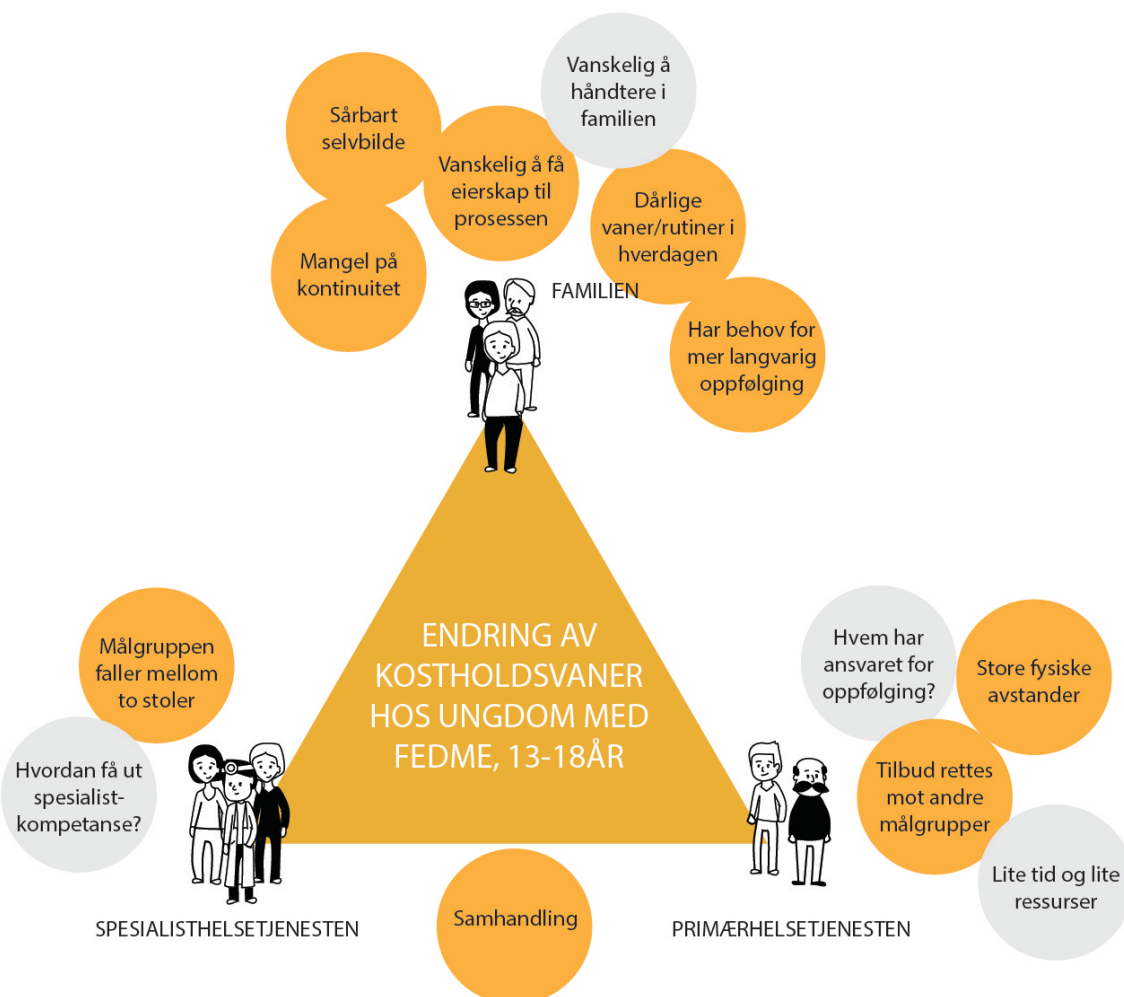 Vanskelig å
håndtere i
familien
Sårbart
selvbilde
Vanskelig å få
eierskap til
prosessen
Dårlige
vaner/rutiner i
hverdagen
Mangel på
kontinuitet
FAMILIEN
Har behov for
mer langvarig
oppfølging
ENDRING AV
KOSTHOLDSVANER
HOS UNGDOM MED
FEDME, 13-18ÅR
Målgruppen
faller mellom
to stoler
Hvordan få ut
spesialist-
kompetanse?
SPESIALISTHELSETJENESTEN
Samhandling
Hvem har
ansvaret for
oppfølging?
Store fysiske
avstander
Tilbud rettes
mot andre
målgrupper
Lite tid og lite
ressurser
PRIMÆRHELSETJENESTEN